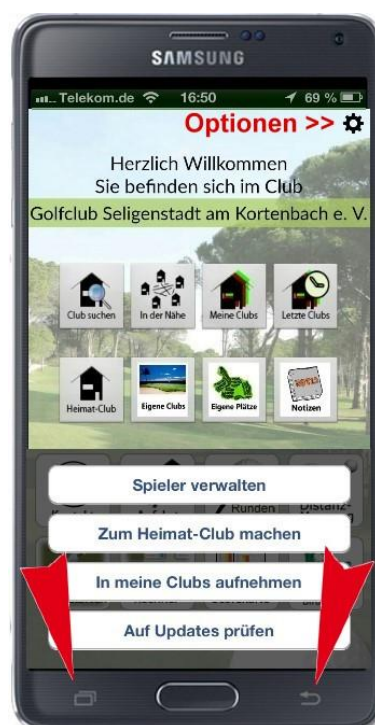 SAMSUNG
Telekom.de 16:50 69 %
Optionen >>
Herzlich Willkommen
Sie befinden sich im Club
Golfclub Seligenstadt am Kortenbach e. V.
Club suchen In der Nähe Meine Clubs Letzte Clubs
Heimat-Club Eigene Clubs Eigene Plätze Notizen
Spieler verwalten
Runden Distanz-
Zum Heimat-Club machen
In meine Clubs aufnehmen
Auf Updates prüfen